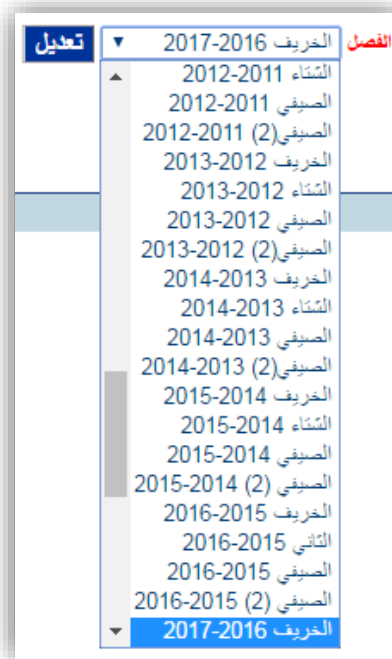 الفصل الخريف 2016-2017 تعديل
الشتاء 2011-2012
الصيفي 2011-2012
الصيفي(2) 2011-2012
الخريف 2012-2013
الشتاء 2012-2013
الصيفي 2012-2013
الصيفي(2) 2012-2013
الخريف 2013-2014
الشتاء 2013-2014
الصيفي 2013-2014
الصيفي(2) 2013-2014
الخريف 2014-2015
الشتاء 2014-2015
الصيفي 2014-2015
الصيفي (2) 2014-2015
الخريف 2015-2016
الثاني 2015-2016
الصيفي 2015-2016
الصيفي (2) 2015-2016
الخريف 2016-2017